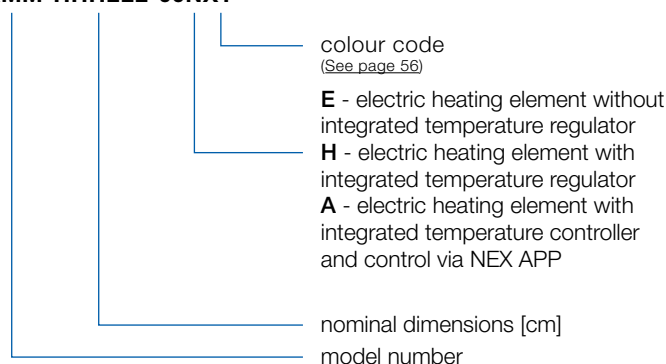 colour code
(See page 56)
E - electric heating element without
integrated temperature regulator
H - electric heating element with
integrated temperature regulator
A - electric heating element with
integrated temperature controller
and control via NEX APP
nominal dimensions [cm]
model number